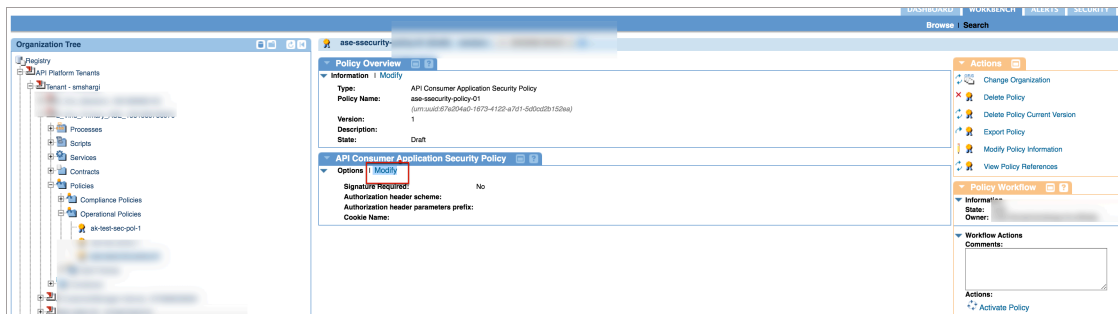 DASHBOARD WORKBENCH ALERTS SECURITY
Browse | Search
Organization Tree
Registry
API Platform Tenants
Tenant - smshargi
Processes
Scripts
Services
Contracts
Policies
Compliance Policies
Operational Policies
ak-test-sec-pol-1
ase-ssecurity-
Policy Overview
Information | Modify
Type: API Consumer Application Security Policy
Policy Name: ase-ssecurity-policy-01
(urn:uuid:67e204a0-1673-4122-a7d1-5d0cd2b152ea)
Version: 1
Description:
State: Draft
API Consumer Application Security Policy
Options | Modify
Signature Required: No
Authorization header scheme:
Authorization header parameters prefix:
Cookie Name:
Actions
Change Organization
Delete Policy
Delete Policy Current Version
Export Policy
Modify Policy Information
View Policy References
Policy Workflow
Information
State:
Owner:
Workflow Actions
Comments:
Actions:
Activate Policy